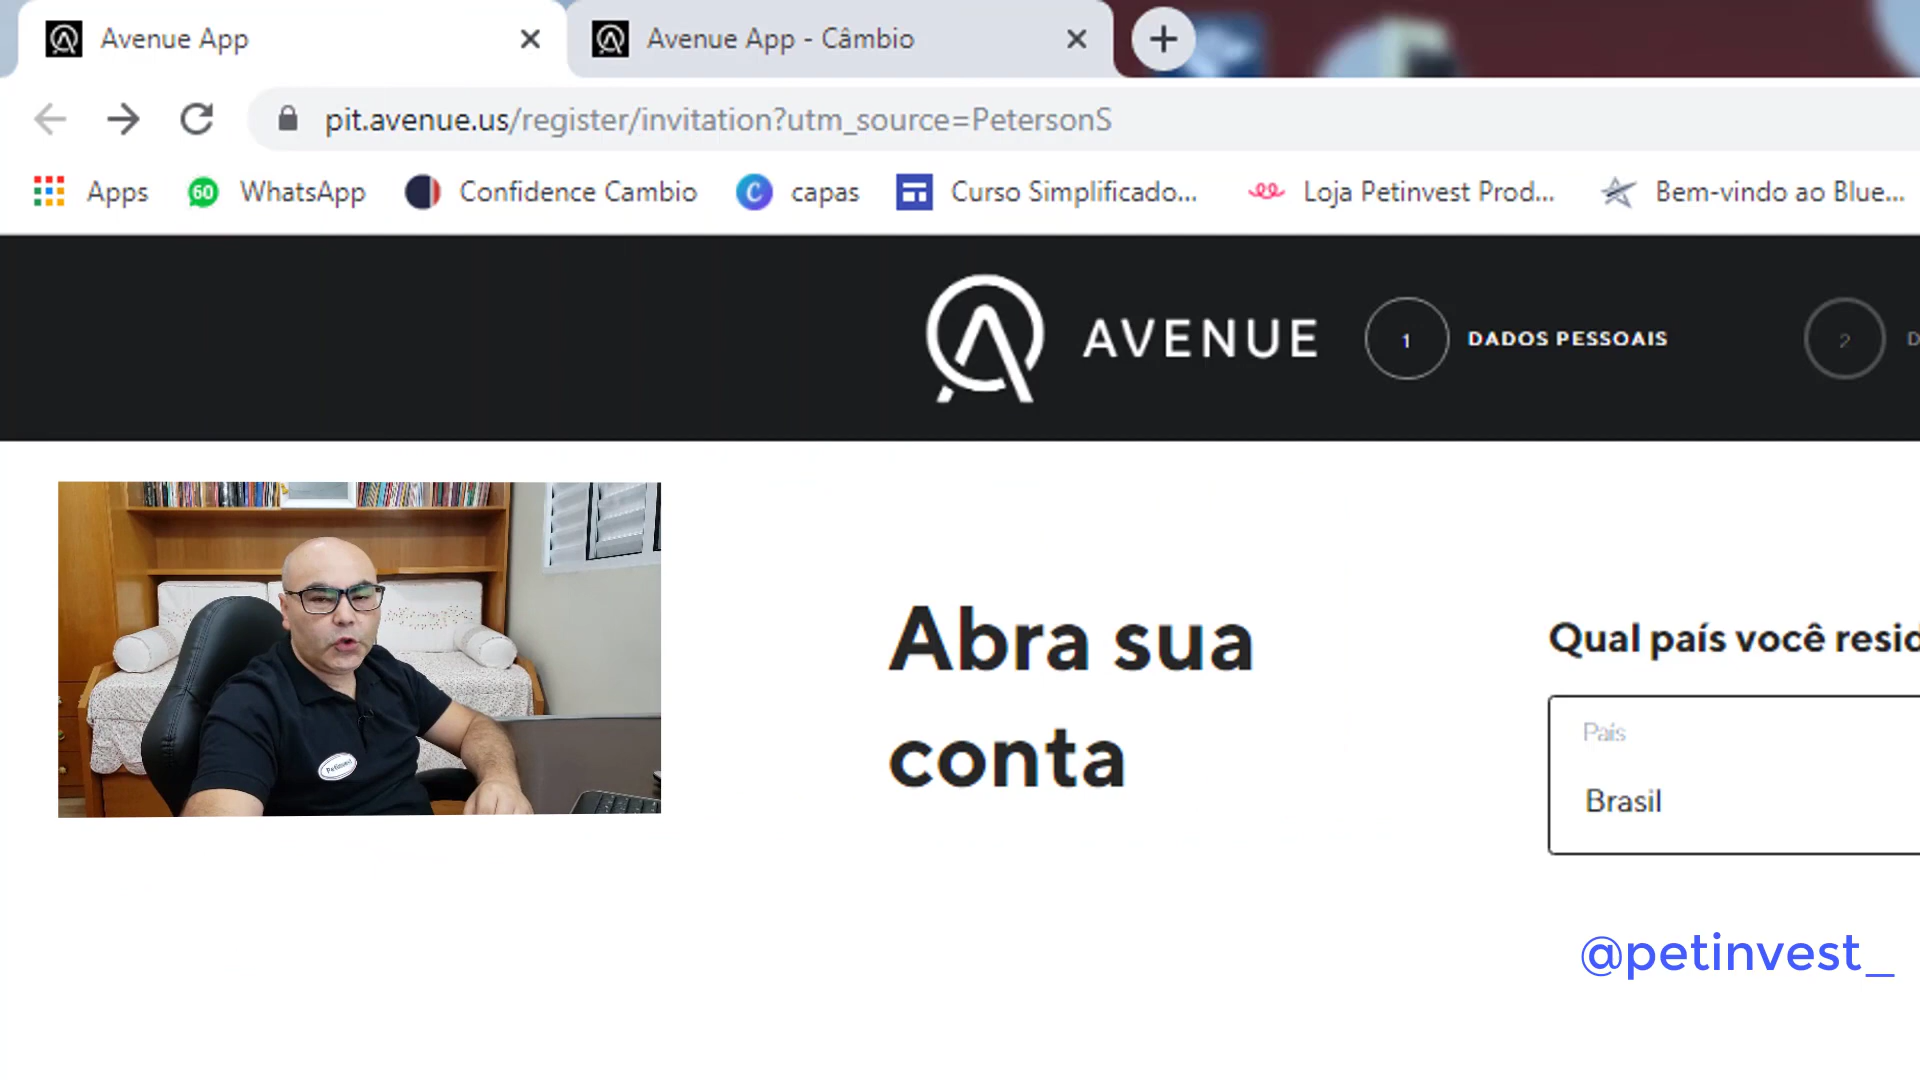 Avenue App
Avenue App - Câmbio
pit.avenue.us/register/invitation?utm_source=PetersonS
Apps
60 WhatsApp
Confidence Cambio
C capas
Curso Simplificado...
Loja Petinvest Prod...
Bem-vindo ao Blue...
AVENUE
1 DADOS PESSOAIS
2 D
Abra sua
conta
Qual país você resid
País
Brasil
Petinvest
@petinvest_